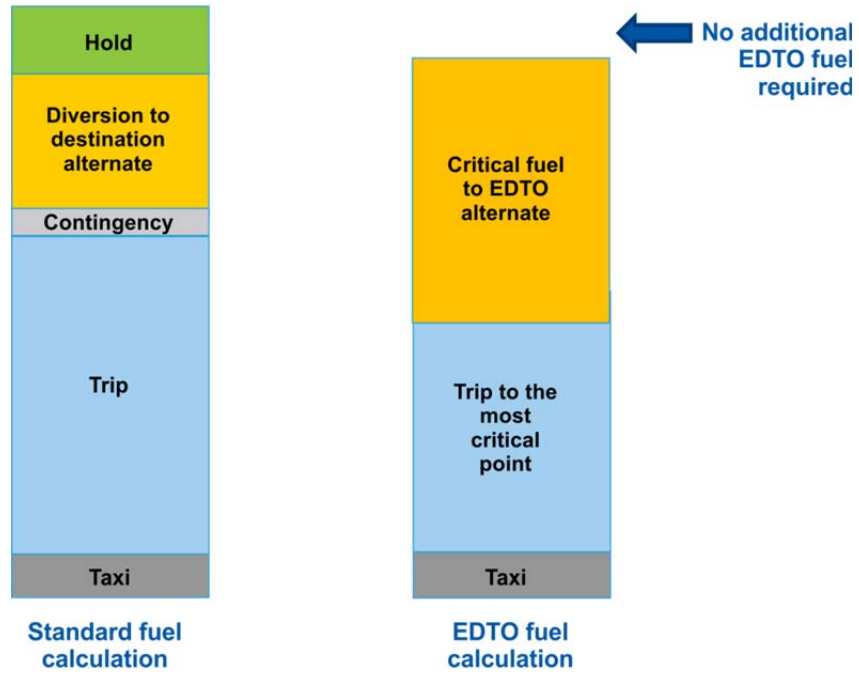 Hold
Diversion to
destination
alternate
Contingency
Trip
Taxi
Standard fuel
calculation
Critical fuel
to EDTO
alternate
Trip to the
most
critical
point
Taxi
EDTO fuel
calculation
No additional
EDTO fuel
required